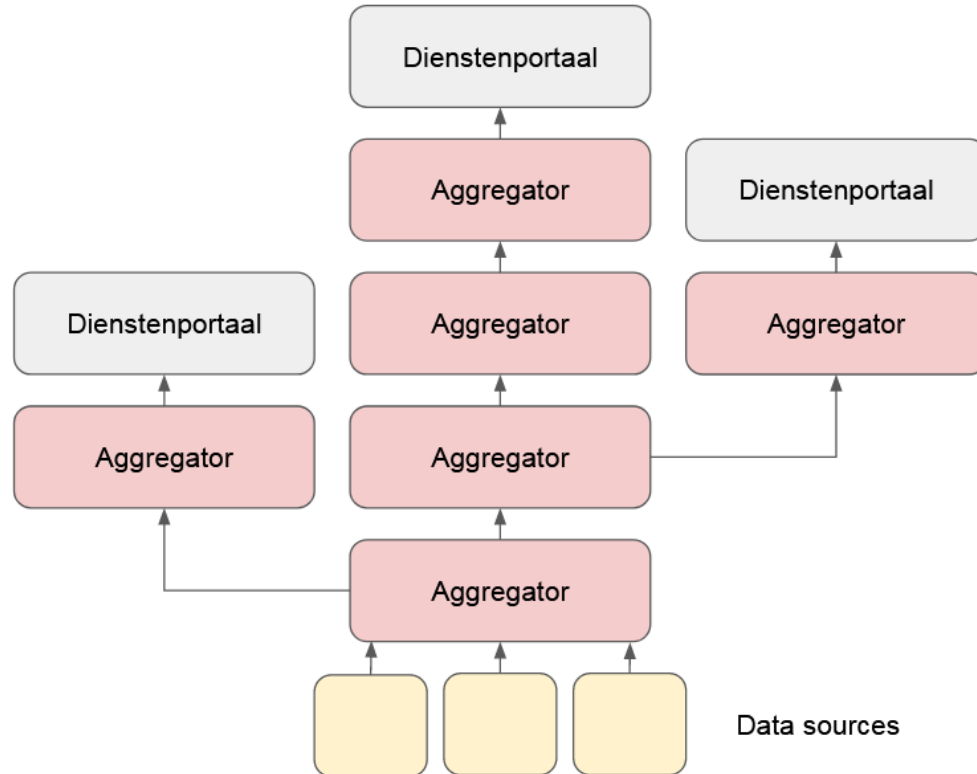 Dienstenportaal
Aggregator
Dienstenportaal
Dienstenportaal
Aggregator
Aggregator
Aggregator
Aggregator
Aggregator
Data sources